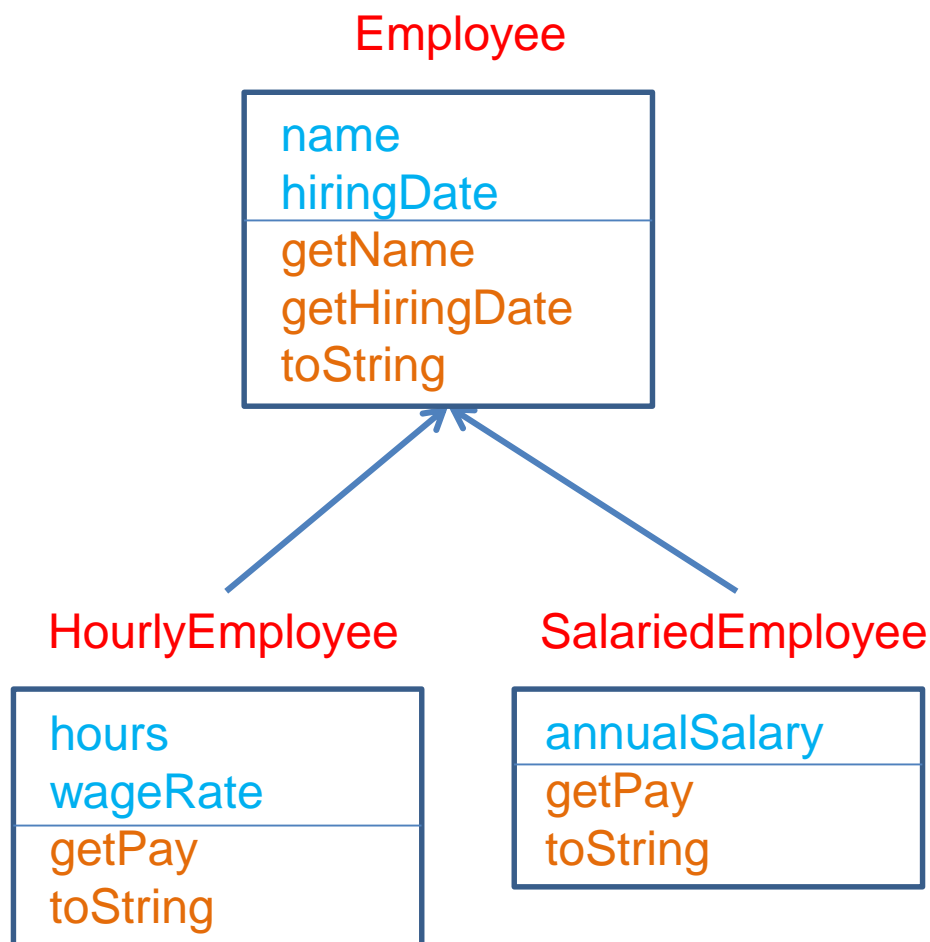 Employee
name
hiringDate
getName
getHiringDate
toString
HourlyEmployee
hours
wageRate
getPay
toString
SalariedEmployee
annualSalary
getPay
toString